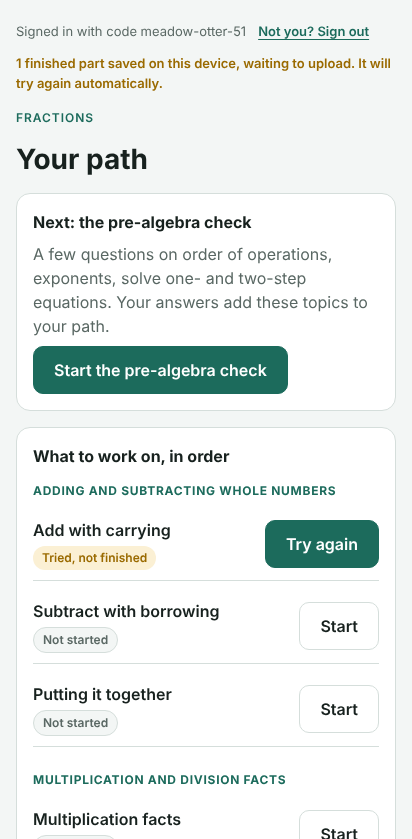 Signed in with code meadow-otter-51 Not you? Sign out
1 finished part saved on this device, waiting to upload. It will
try again automatically.
FRACTIONS
Your path
Next: the pre-algebra check
A few questions on order of operations,
exponents, solve one- and two-step
equations. Your answers add these topics to
your path.
Start the pre-algebra check
What to work on, in order
ADDING AND SUBTRACTING WHOLE NUMBERS
Add with carrying
Tried, not finished
Try again
Subtract with borrowing
Not started
Start
Putting it together
Not started
Start
MULTIPLICATION AND DIVISION FACTS
Multiplication facts
Start